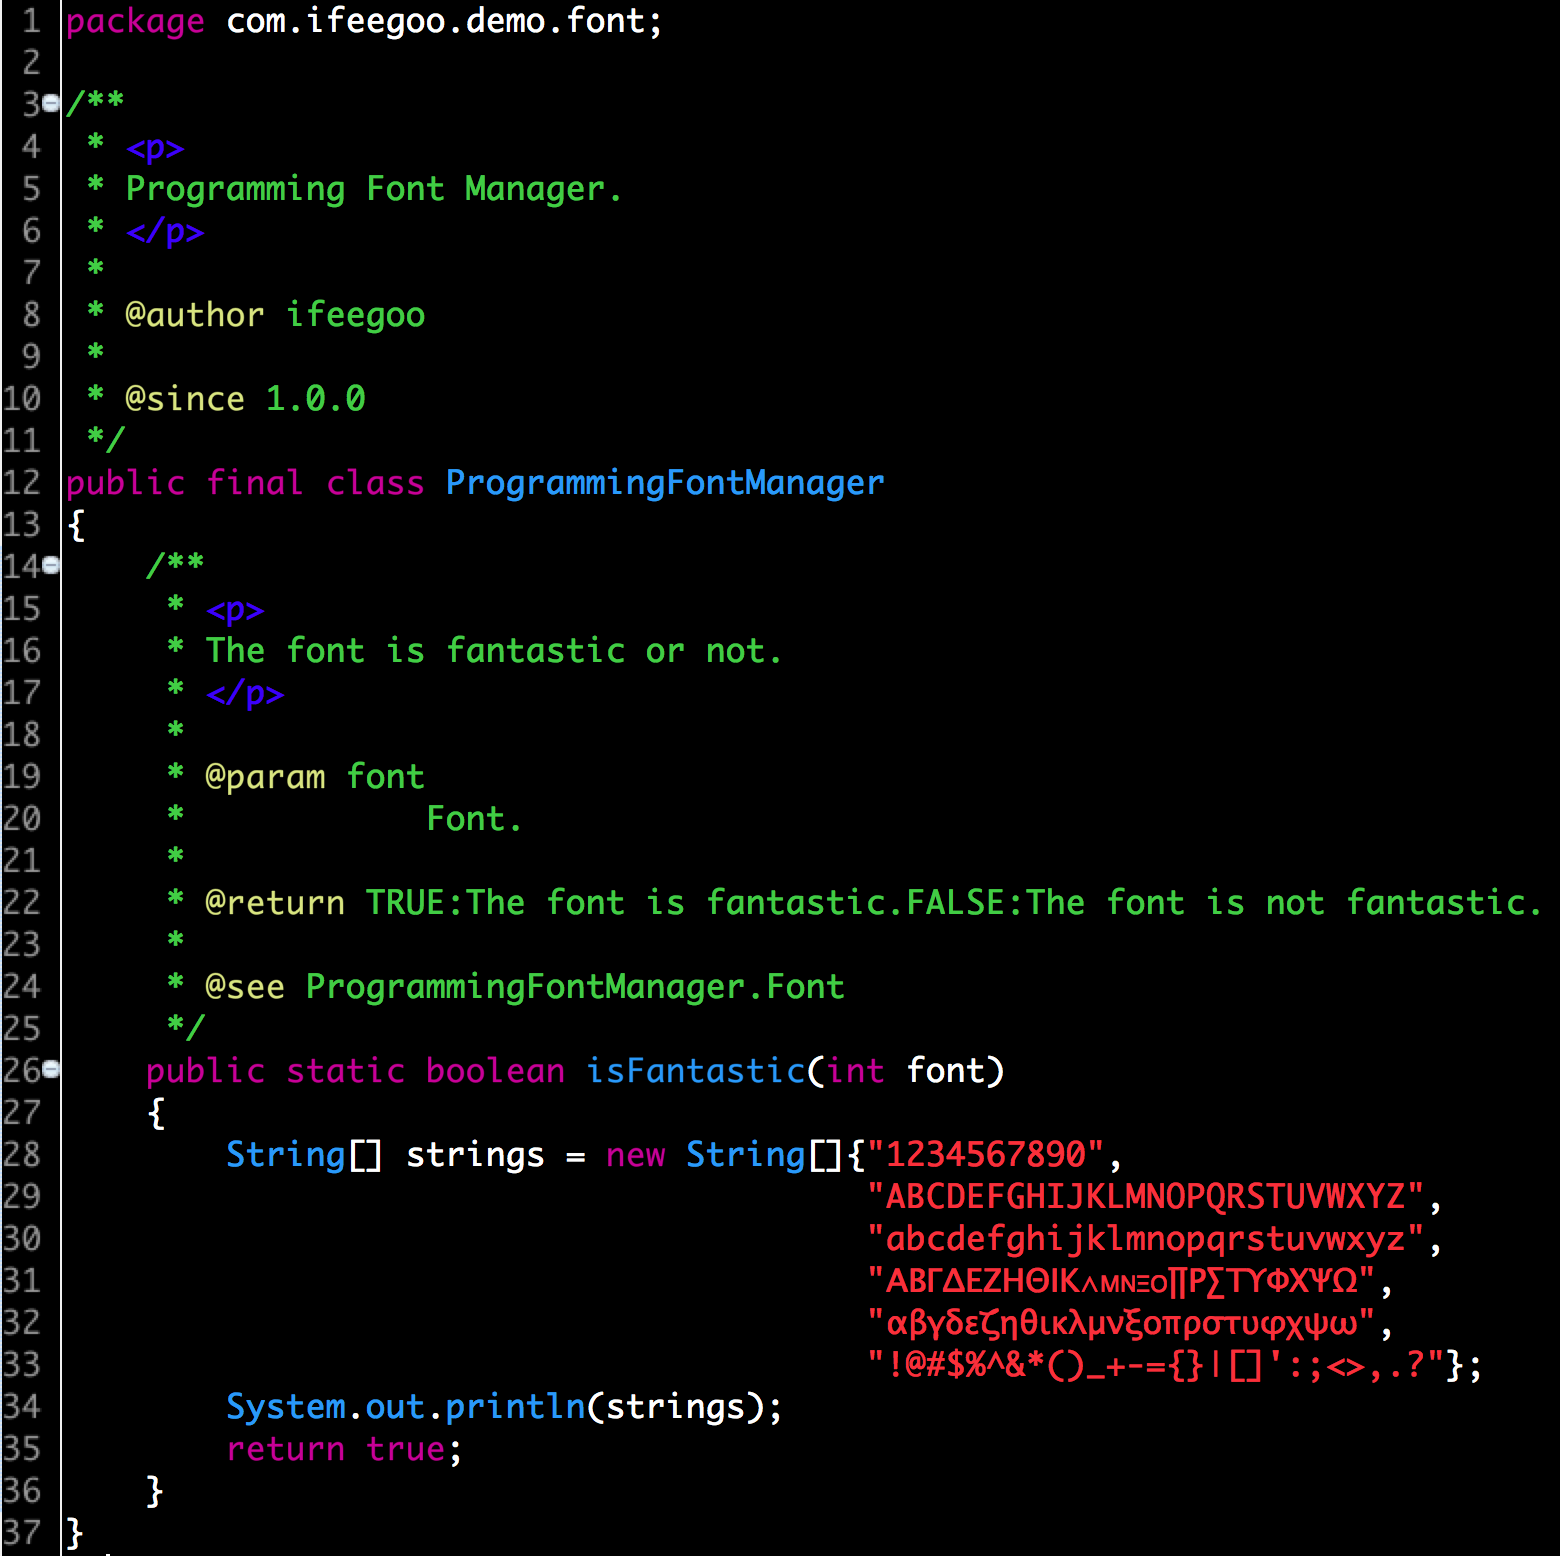 1 package com.ifeegoo.demo.font;
2
3 /**
4  * <p>
5  * Programming Font Manager.
6  * </p>
7  *
8  * @author ifeegoo
9  *
10  * @since 1.0.0
11  */
12 public final class ProgrammingFontManager
13 {
14     /**
15      * <p>
16      * The font is fantastic or not.
17      * </p>
18      *
19      * @param font
20      *            Font.
21      *
22      * @return TRUE:The font is fantastic.FALSE:The font is not fantastic.
23      *
24      * @see ProgrammingFontManager.Font
25      */
26     public static boolean isFantastic(int font)
27     {
28         String[] strings = new String[]{"1234567890",
29                                         "ABCDEFGHIJKLMNOPQRSTUVWXYZ",
30                                         "abcdefghijklmnopqrstuvwxyz",
31                                         "ΑΒΓΔΕΖΗΘΙΚ∧ΜΝΞΟ∏Ρ∑ΤΥΦΧΨΩ",
32                                         "αβγδεζηθικλμνξοπρστυφχψω",
33                                         "!@#$%^&*()_+-={}|[]':;<>,.?"};
34         System.out.println(strings);
35         return true;
36     }
37 }